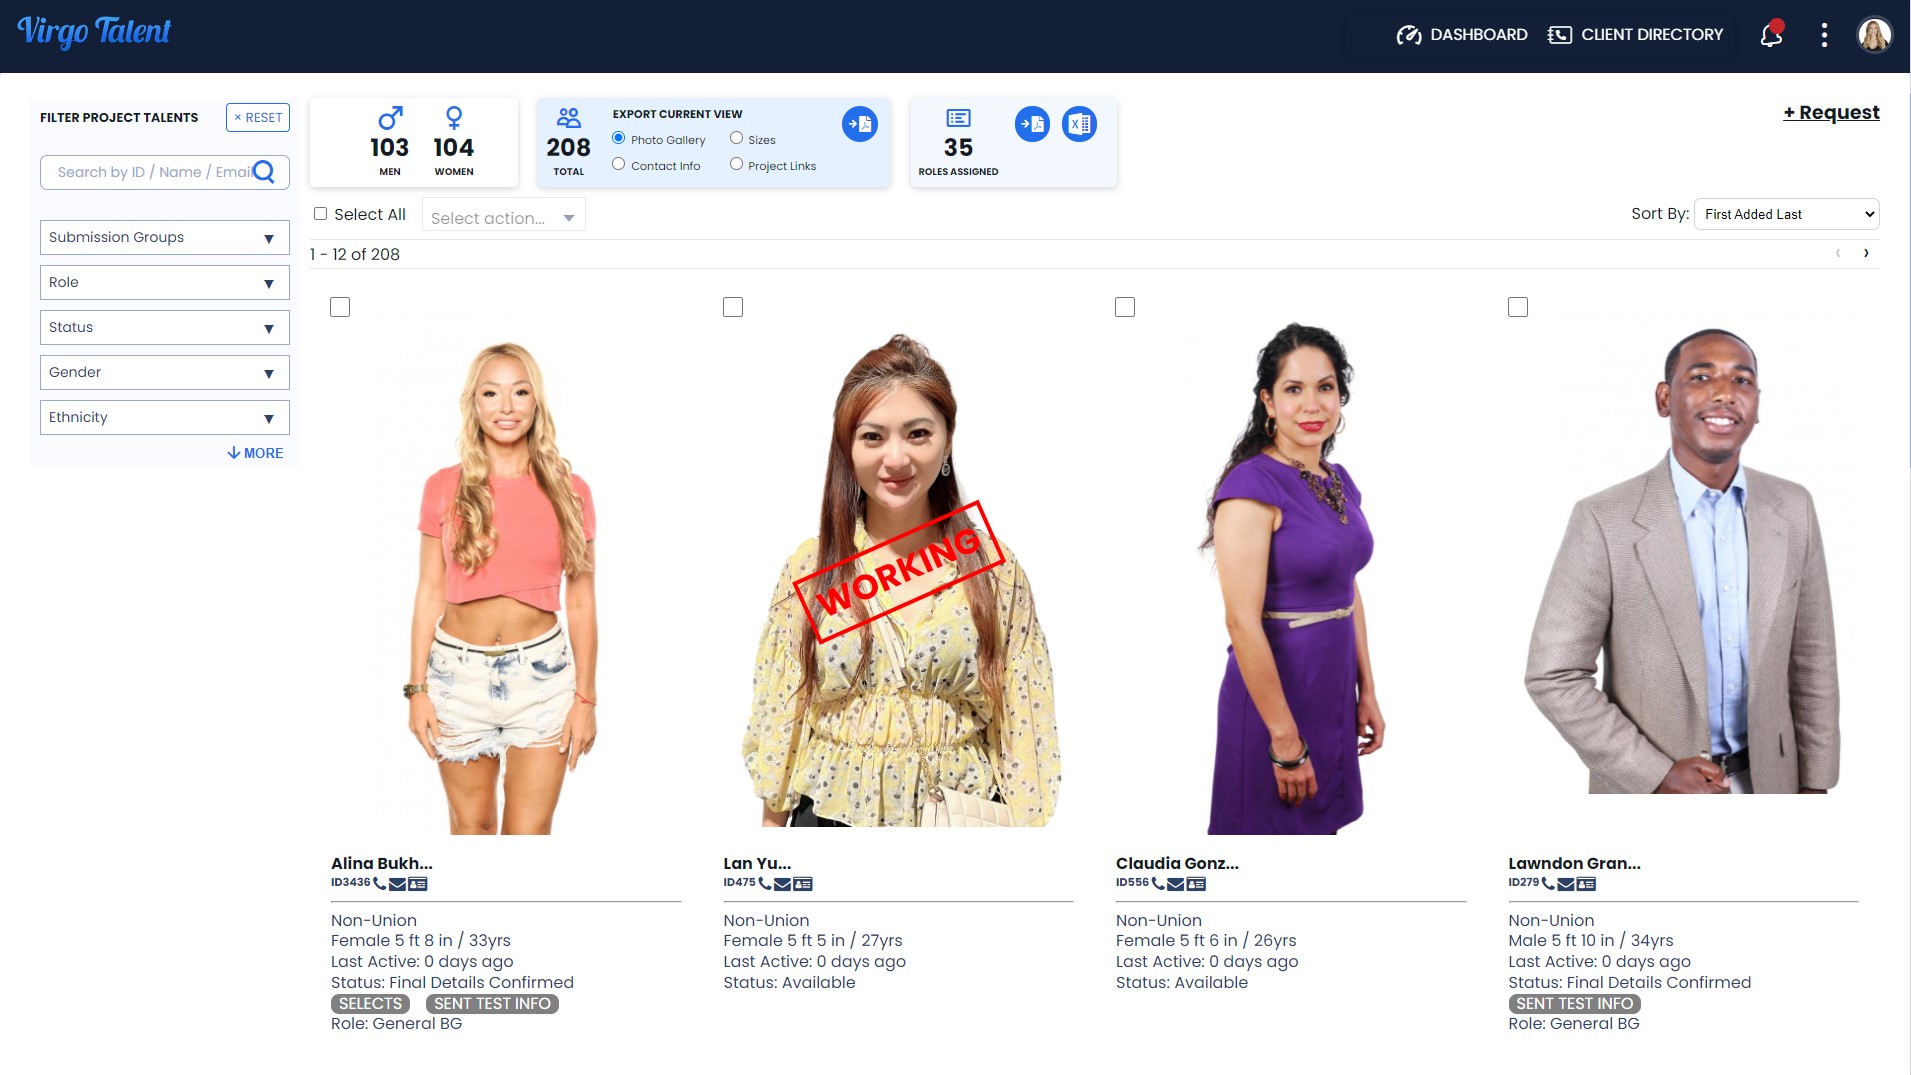 Virgo Talent
DASHBOARD
CLIENT DIRECTORY
FILTER PROJECT TALENTS
× RESET
Search by ID / Name / Email
Submission Groups
Role
Status
Gender
Ethnicity
MORE
103
MEN
104
WOMEN
208
TOTAL
EXPORT CURRENT VIEW
Photo Gallery
Sizes
Contact Info
Project Links
35
ROLES ASSIGNED
+ Request
Select All
Select action...
Sort By:
First Added Last
1 - 12 of 208
WORKING
Alina Bukh...
ID3436
Non-Union
Female 5 ft 8 in / 33yrs
Last Active: 0 days ago
Status: Final Details Confirmed
SELECTS
SENT TEST INFO
Role: General BG
Lan Yu...
ID475
Non-Union
Female 5 ft 5 in / 27yrs
Last Active: 0 days ago
Status: Available
Claudia Gonz...
ID556
Non-Union
Female 5 ft 6 in / 26yrs
Last Active: 0 days ago
Status: Available
Lawndon Gran...
ID279
Non-Union
Male 5 ft 10 in / 34yrs
Last Active: 0 days ago
Status: Final Details Confirmed
SENT TEST INFO
Role: General BG